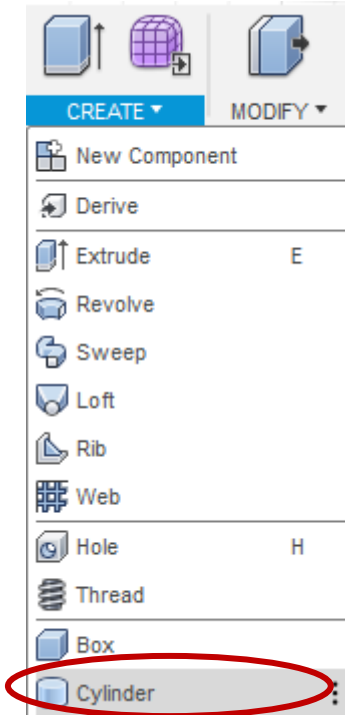 CREATE ▾ MODIFY ▾
New Component
Derive
Extrude E
Revolve
Sweep
Loft
Rib
Web
Hole H
Thread
Box
Cylinder